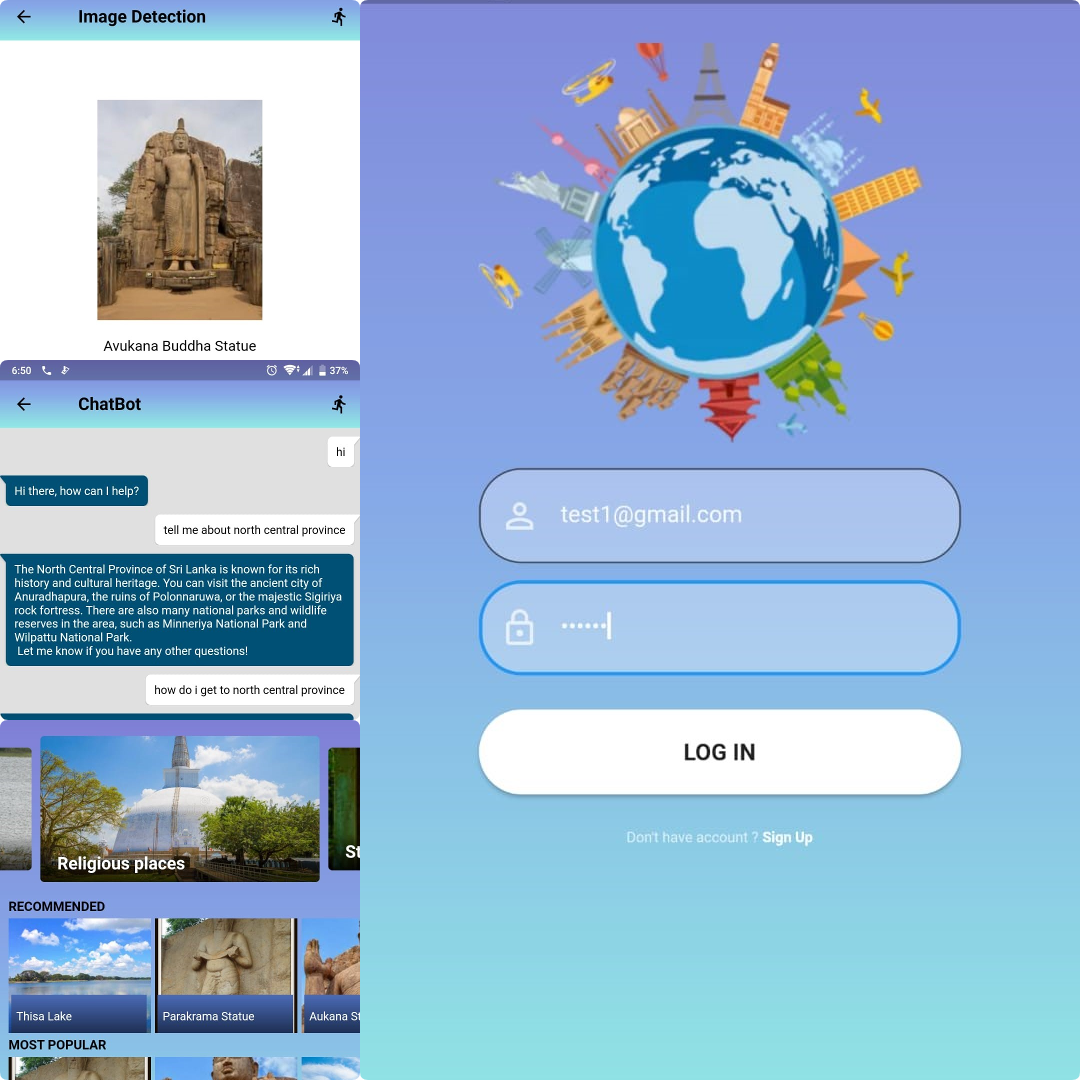 Image Detection
Avukana Buddha Statue
6:50
37%
ChatBot
hi
Hi there, how can I help?
tell me about north central province
The North Central Province of Sri Lanka is known for its rich
history and cultural heritage. You can visit the ancient city of
Anuradhapura, the ruins of Polonnaruwa, or the majestic Sigiriya
rock fortress. There are also many national parks and wildlife
reserves in the area, such as Minneriya National Park and
Wilpattu National Park.
Let me know if you have any other questions!
how do i get to north central province
Religious places
St
RECOMMENDED
Thisa Lake
Parakrama Statue
Aukana St
MOST POPULAR
test1@gmail.com
••••••
LOG IN
Don't have account ? Sign Up